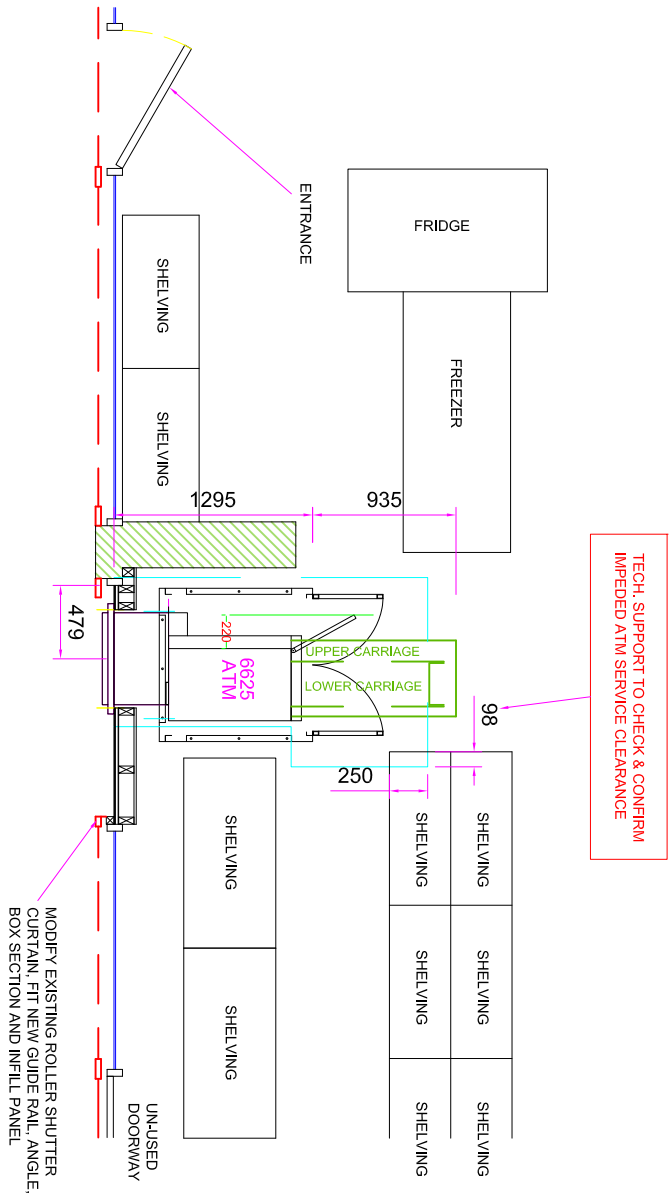 ENTRANCE
FRIDGE
FREEZER
SHELVING
SHELVING
1295
935
479
220
6625
ATM
UPPER CARRIAGE
LOWER CARRIAGE
TECH. SUPPORT TO CHECK & CONFIRM
IMPEDED ATM SERVICE CLEARANCE
98
250
SHELVING
SHELVING
SHELVING
SHELVING
SHELVING
SHELVING
SHELVING
SHELVING
UN-USED
DOORWAY
MODIFY EXISTING ROLLER SHUTTER
CURTAIN, FIT NEW GUIDE RAIL, ANGLE,
BOX SECTION AND INFILL PANEL